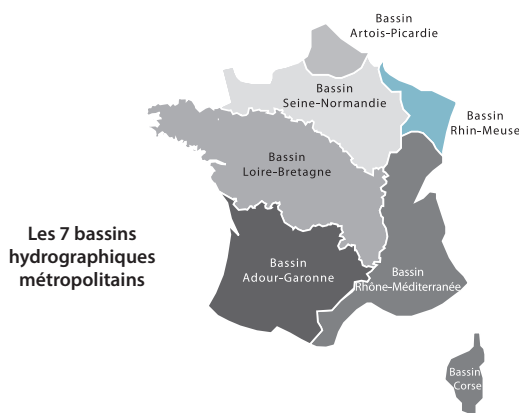 Bassin
Artois–Picardie
Bassin
Seine–Normandie
Bassin
Rhin–Meuse
Bassin
Loire–Bretagne
Les 7 bassins
hydrographiques
métropolitains
Bassin
Adour–Garonne
Bassin
Rhône–Méditerranée
Bassin
Corse